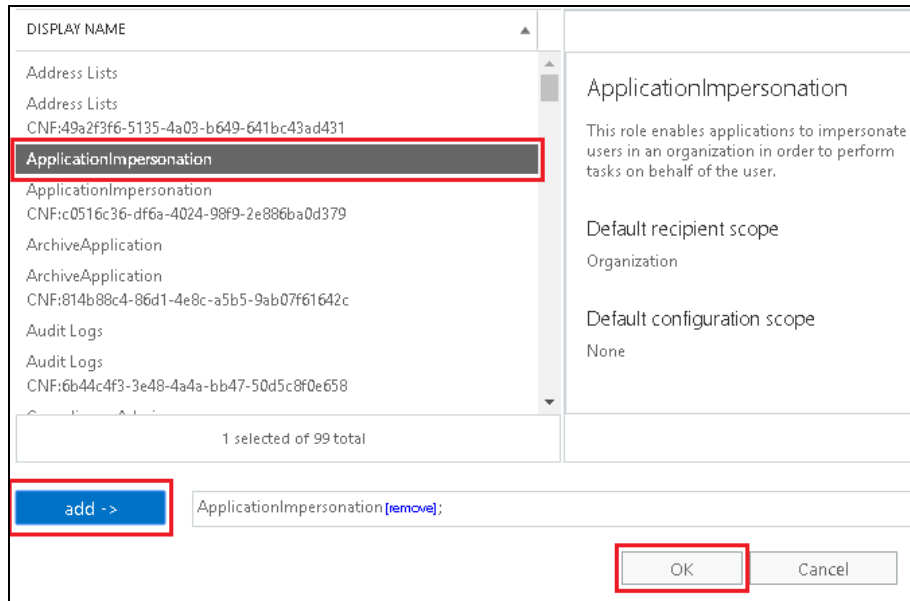 DISPLAY NAME
Address Lists
Address Lists
CNF:49a2f3f6-5135-4a03-b649-641bc43ad431
ApplicationImpersonation
ApplicationImpersonation
CNF:c0516c36-df6a-4024-98f9-2e886ba0d379
ArchiveApplication
ArchiveApplication
CNF:814b88c4-86d1-4e8c-a5b5-9ab07f61642c
Audit Logs
Audit Logs
CNF:6b44c4f3-3e48-4a4a-bb47-50d5c8f0e658
1 selected of 99 total
ApplicationImpersonation
This role enables applications to impersonate
users in an organization in order to perform
tasks on behalf of the user.
Default recipient scope
Organization
Default configuration scope
None
add ->
ApplicationImpersonation [remove];
OK
Cancel